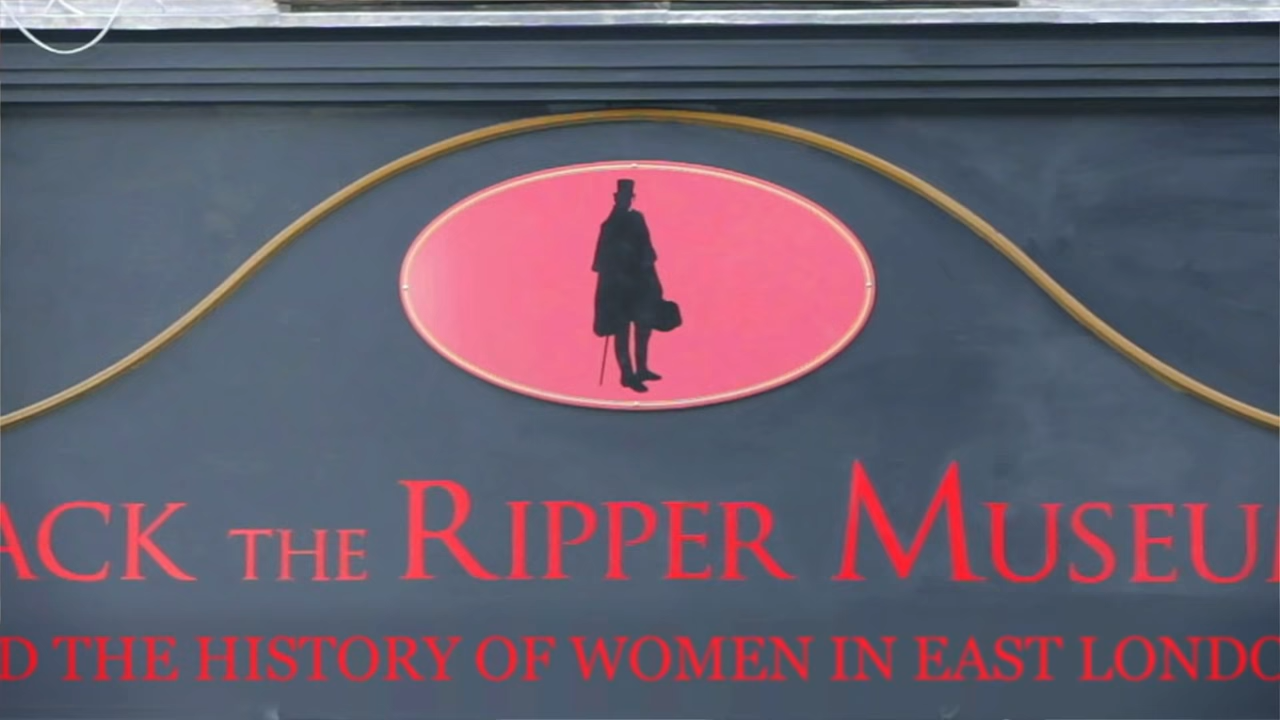 ACK THE RIPPER MUSEU
D THE HISTORY OF WOMEN IN EAST LONDO